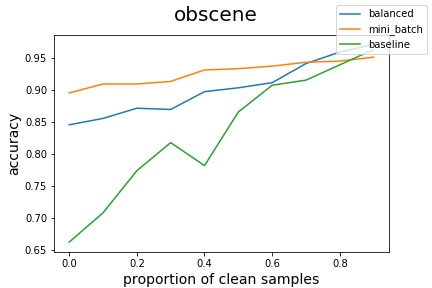 obscene
balanced
mini_batch
baseline
accuracy
0.95
0.90
0.85
0.80
0.75
0.70
0.65
0.0 0.2 0.4 0.6 0.8
proportion of clean samples